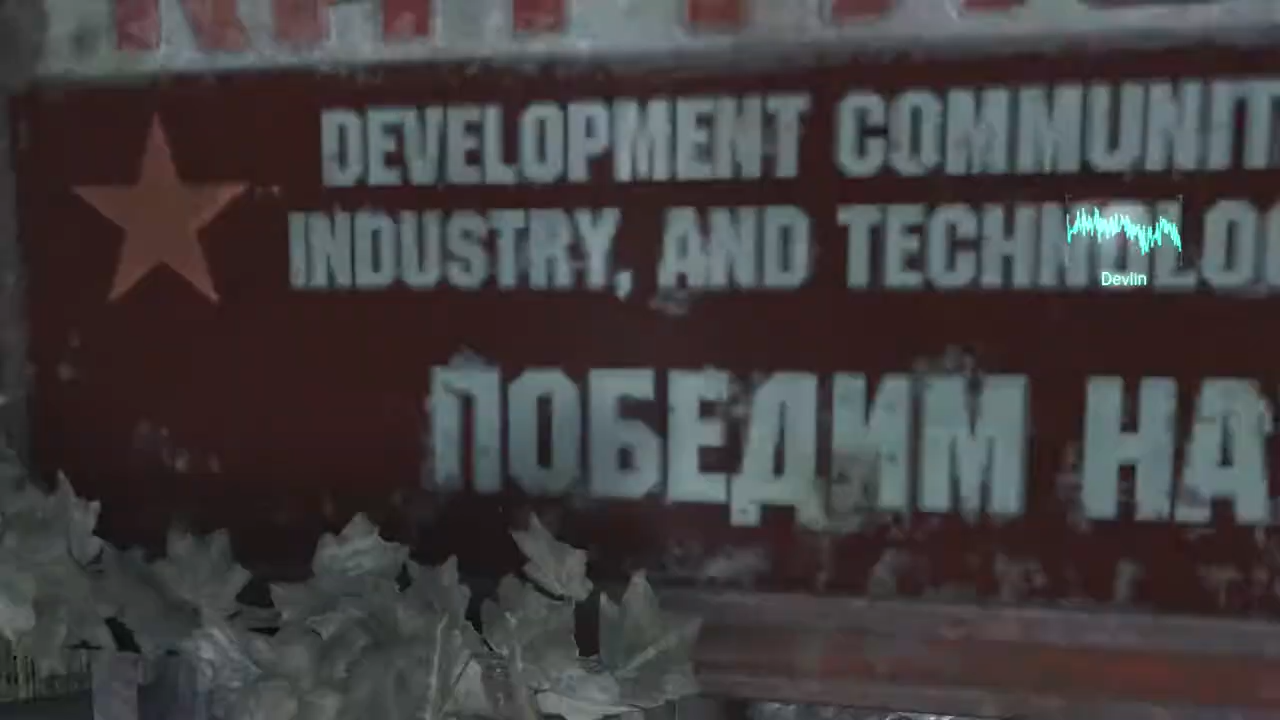 DEVELOPMENT COMMUNIT
INDUSTRY, AND TECHNOLO
Devlin
ПОБЕДИМ НА